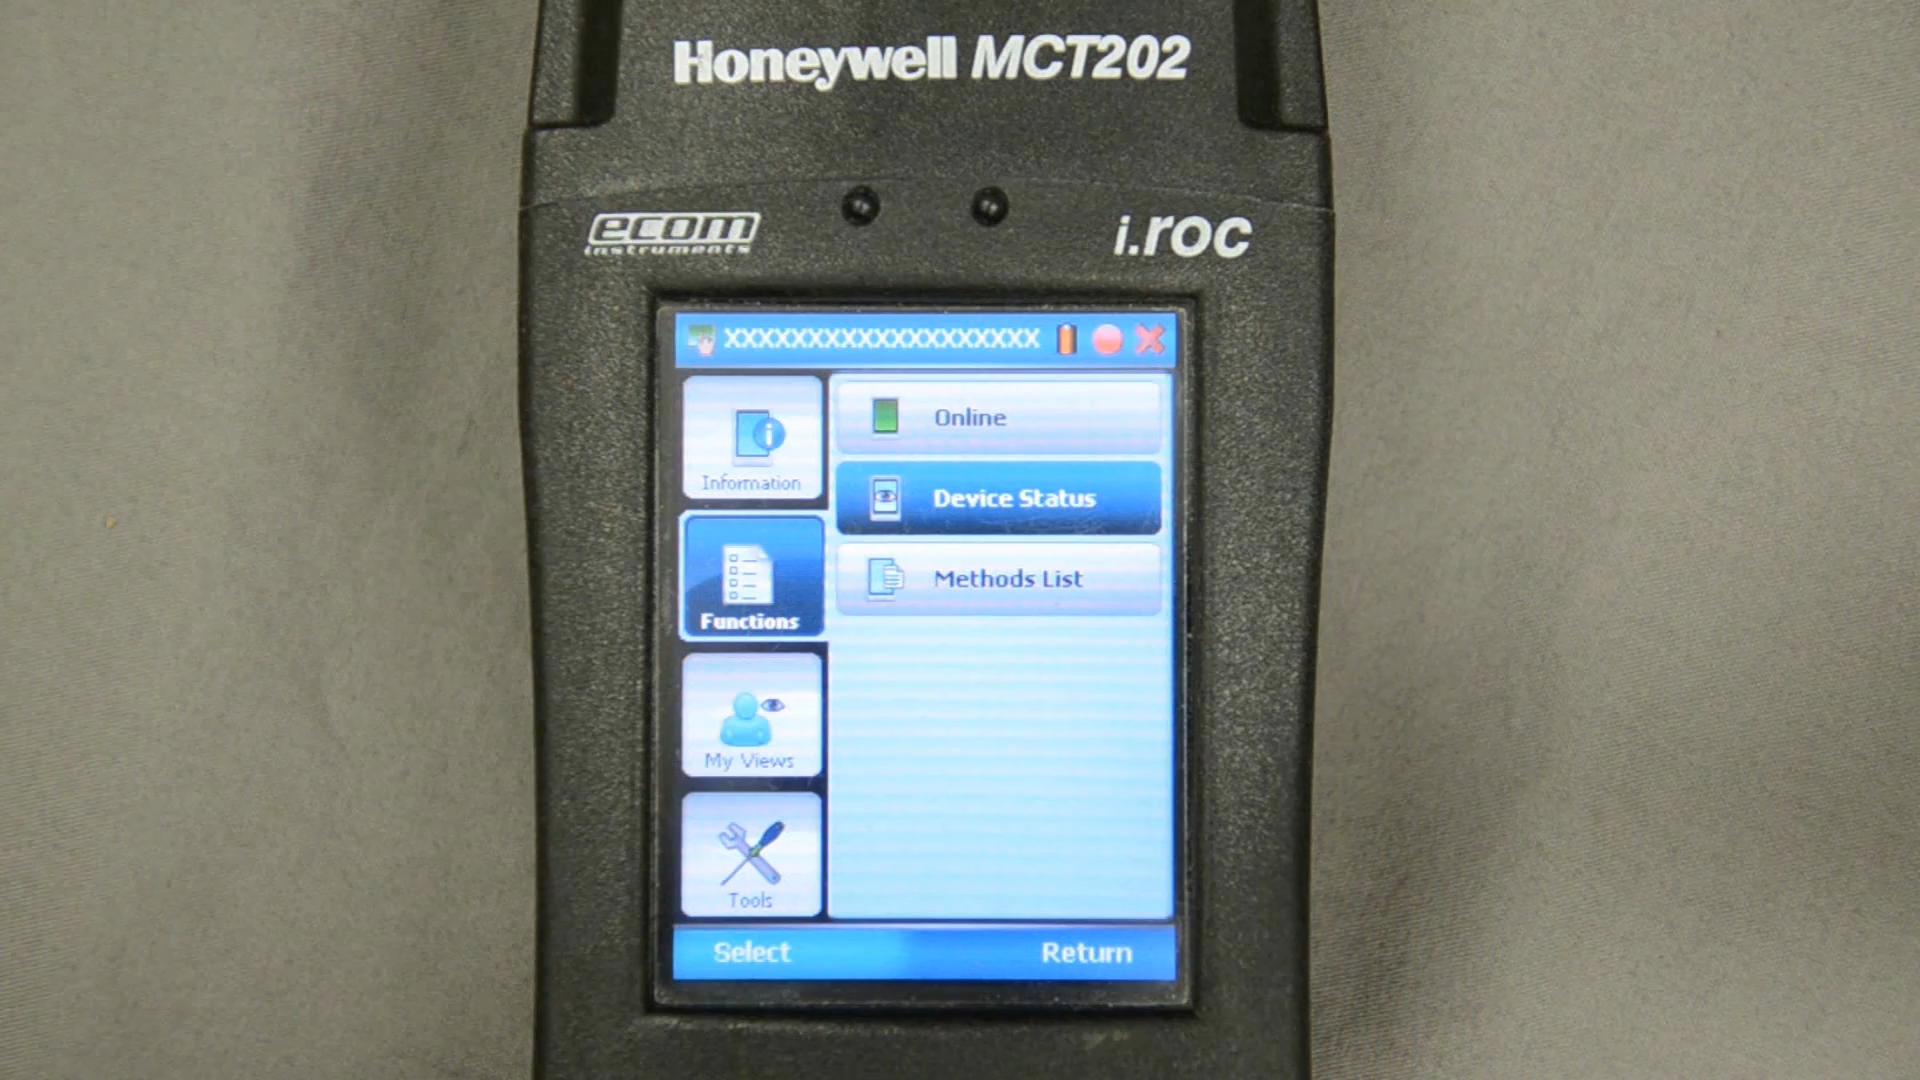 Honeywell MCT202
ecom
instruments
i.roc
XXXXXXXXXXXXXXXXXXX
Information
Functions
My Views
Tools
Online
Device Status
Methods List
Select
Return